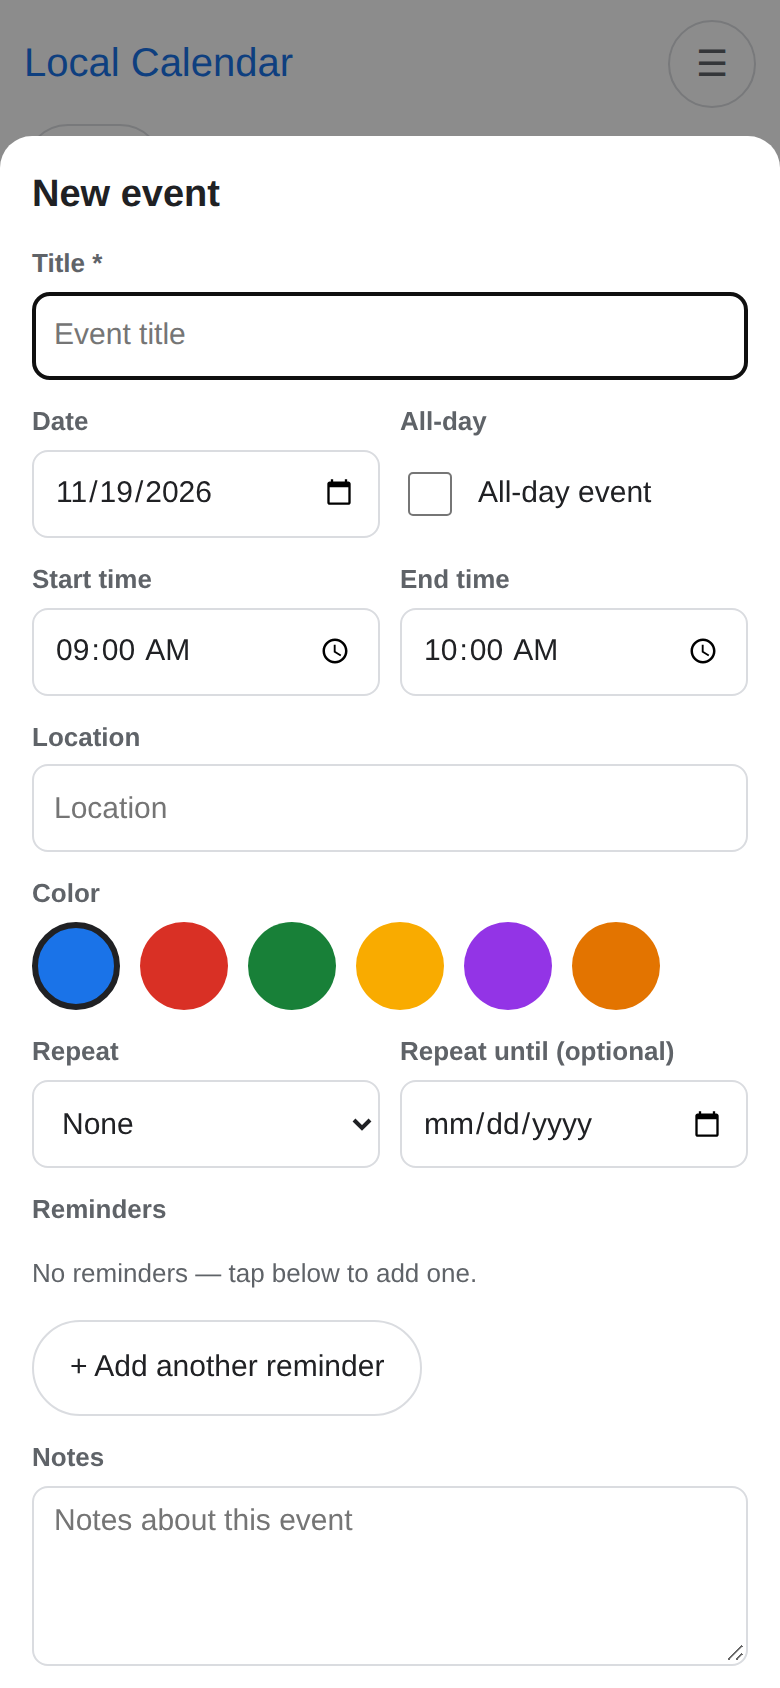 Local Calendar
New event
Title *
Event title
Date
All-day
11/19/2026
All-day event
Start time
End time
09:00 AM
10:00 AM
Location
Location
Color
Repeat
Repeat until (optional)
None
mm/dd/yyyy
Reminders
No reminders — tap below to add one.
+ Add another reminder
Notes
Notes about this event